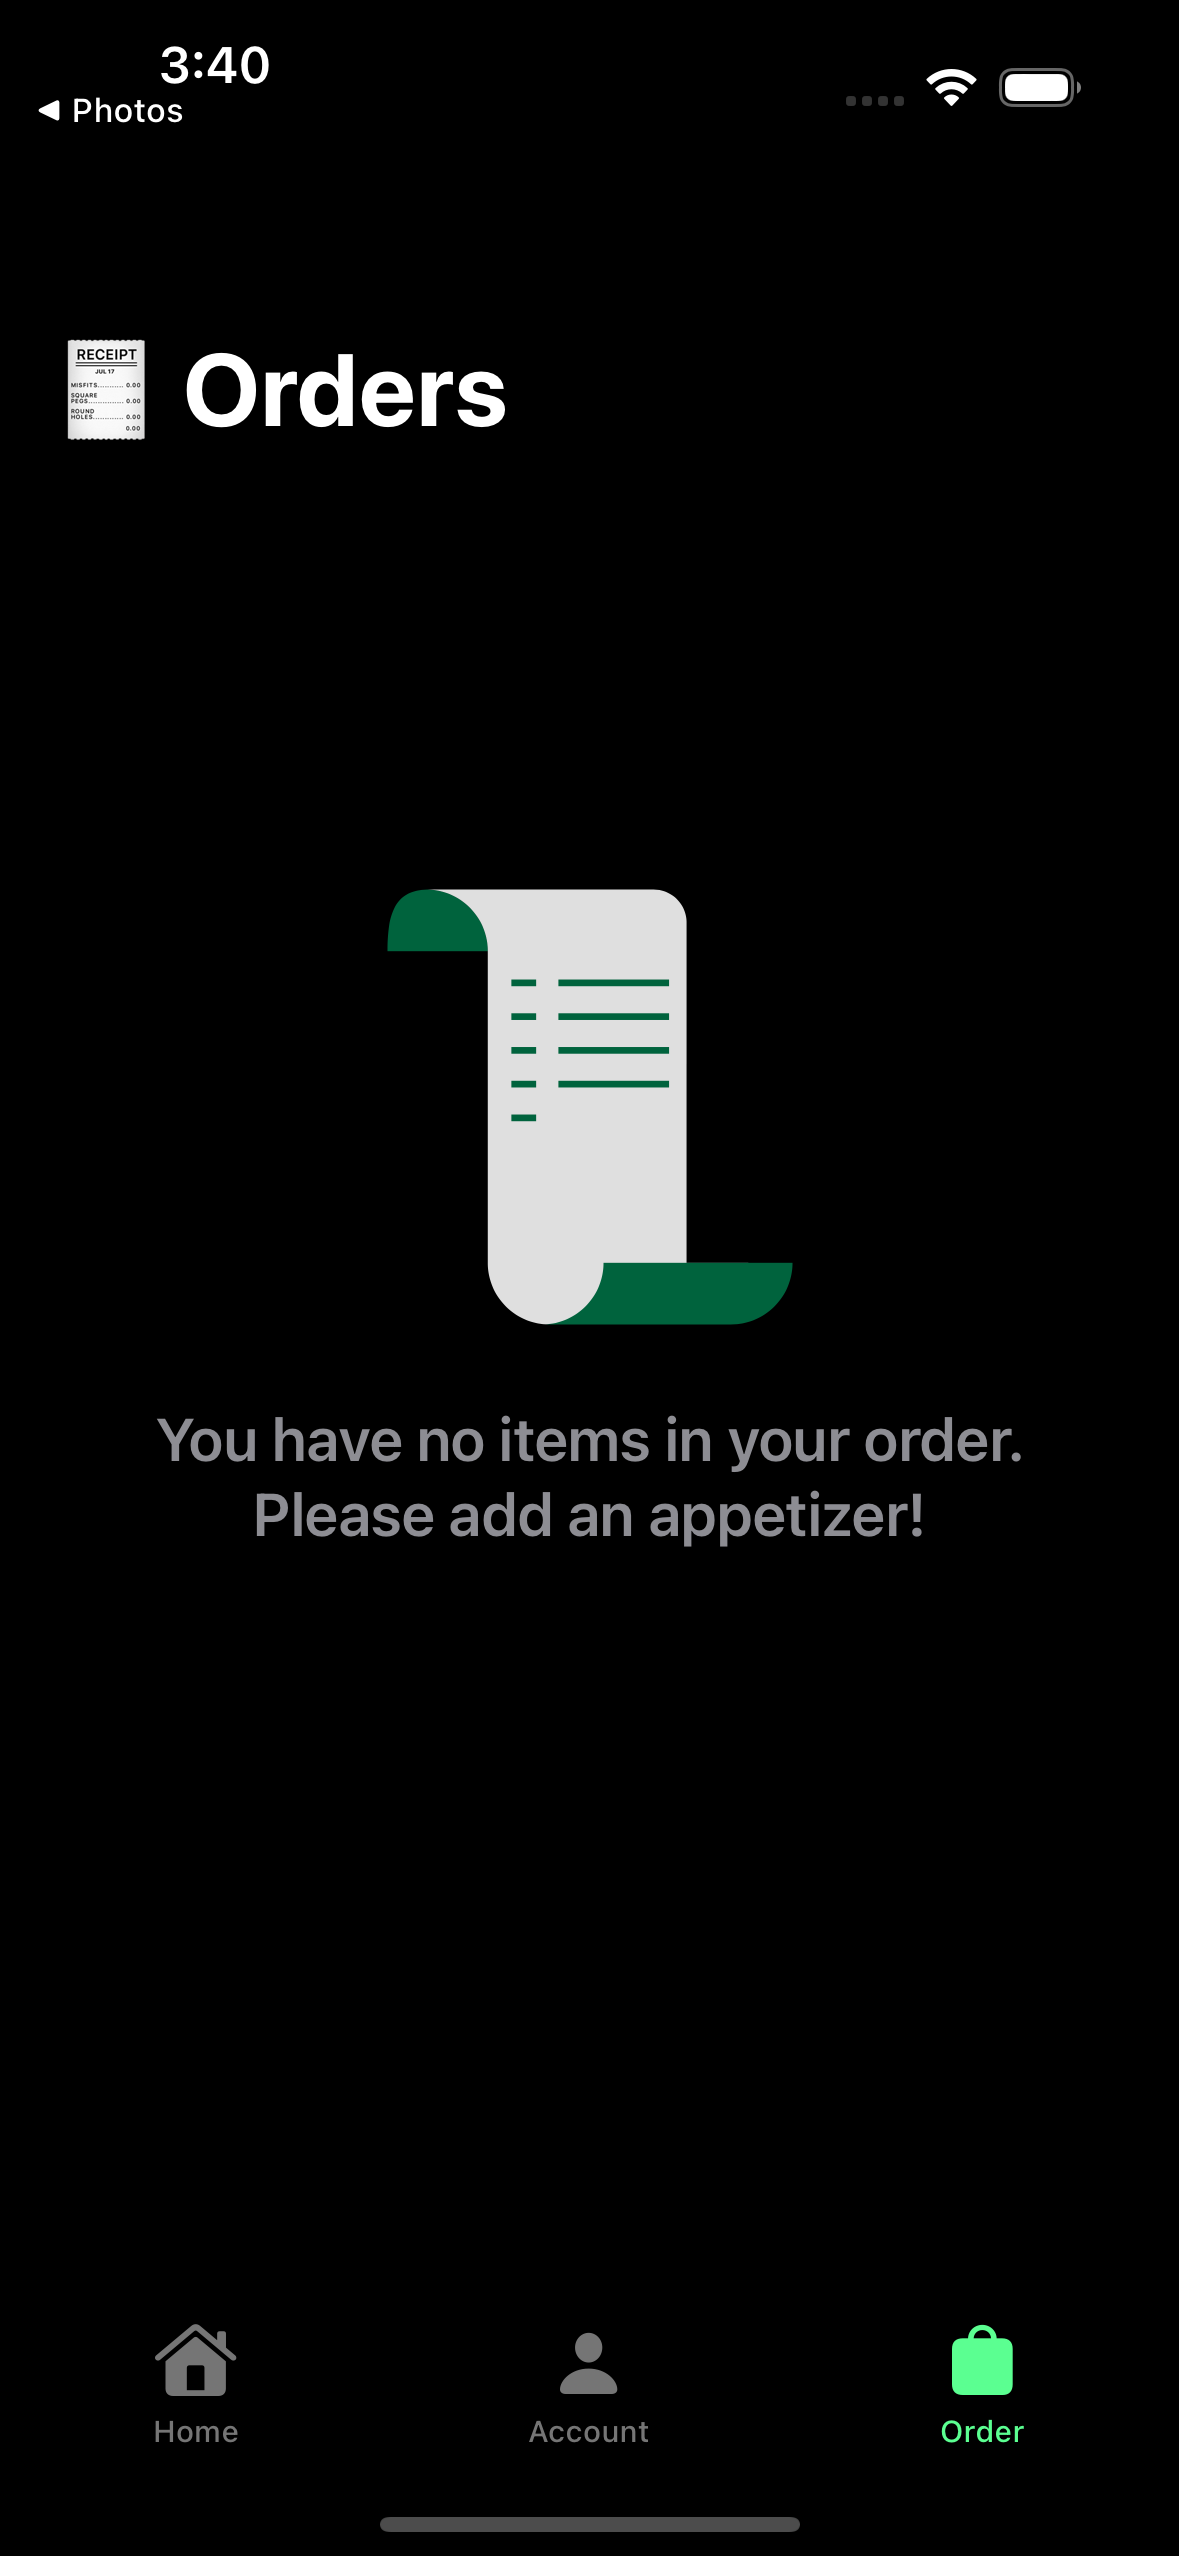 3:40
Photos
RECEIPT
JUL 17
MISFITS........... 0.00
SQUARE
PEGS............... 0.00
ROUND
HOLES............. 0.00
0.00
Orders
You have no items in your order.
Please add an appetizer!
Home
Account
Order